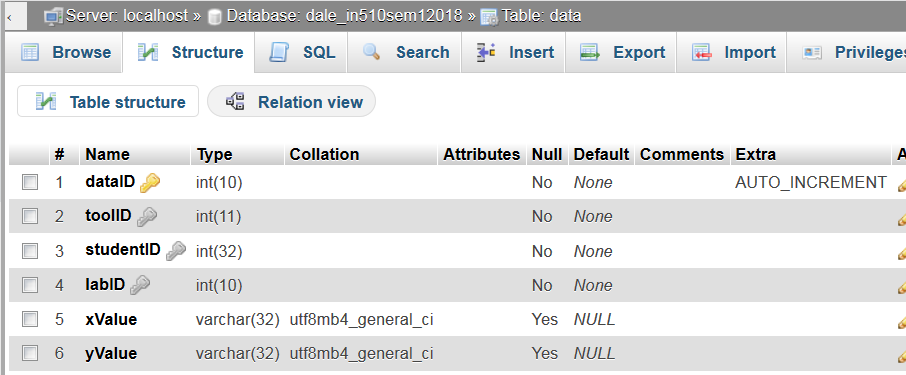 Server: localhost » Database: dale_in510sem12018 » Table: data
Browse Structure SQL Search Insert Export Import Privileges
Table structure Relation view
# Name Type Collation Attributes Null Default Comments Extra A
1 dataID int(10) No None AUTO_INCREMENT
2 toolID int(11) No None
3 studentID int(32) No None
4 labID int(10) No None
5 xValue varchar(32) utf8mb4_general_ci Yes NULL
6 yValue varchar(32) utf8mb4_general_ci Yes NULL